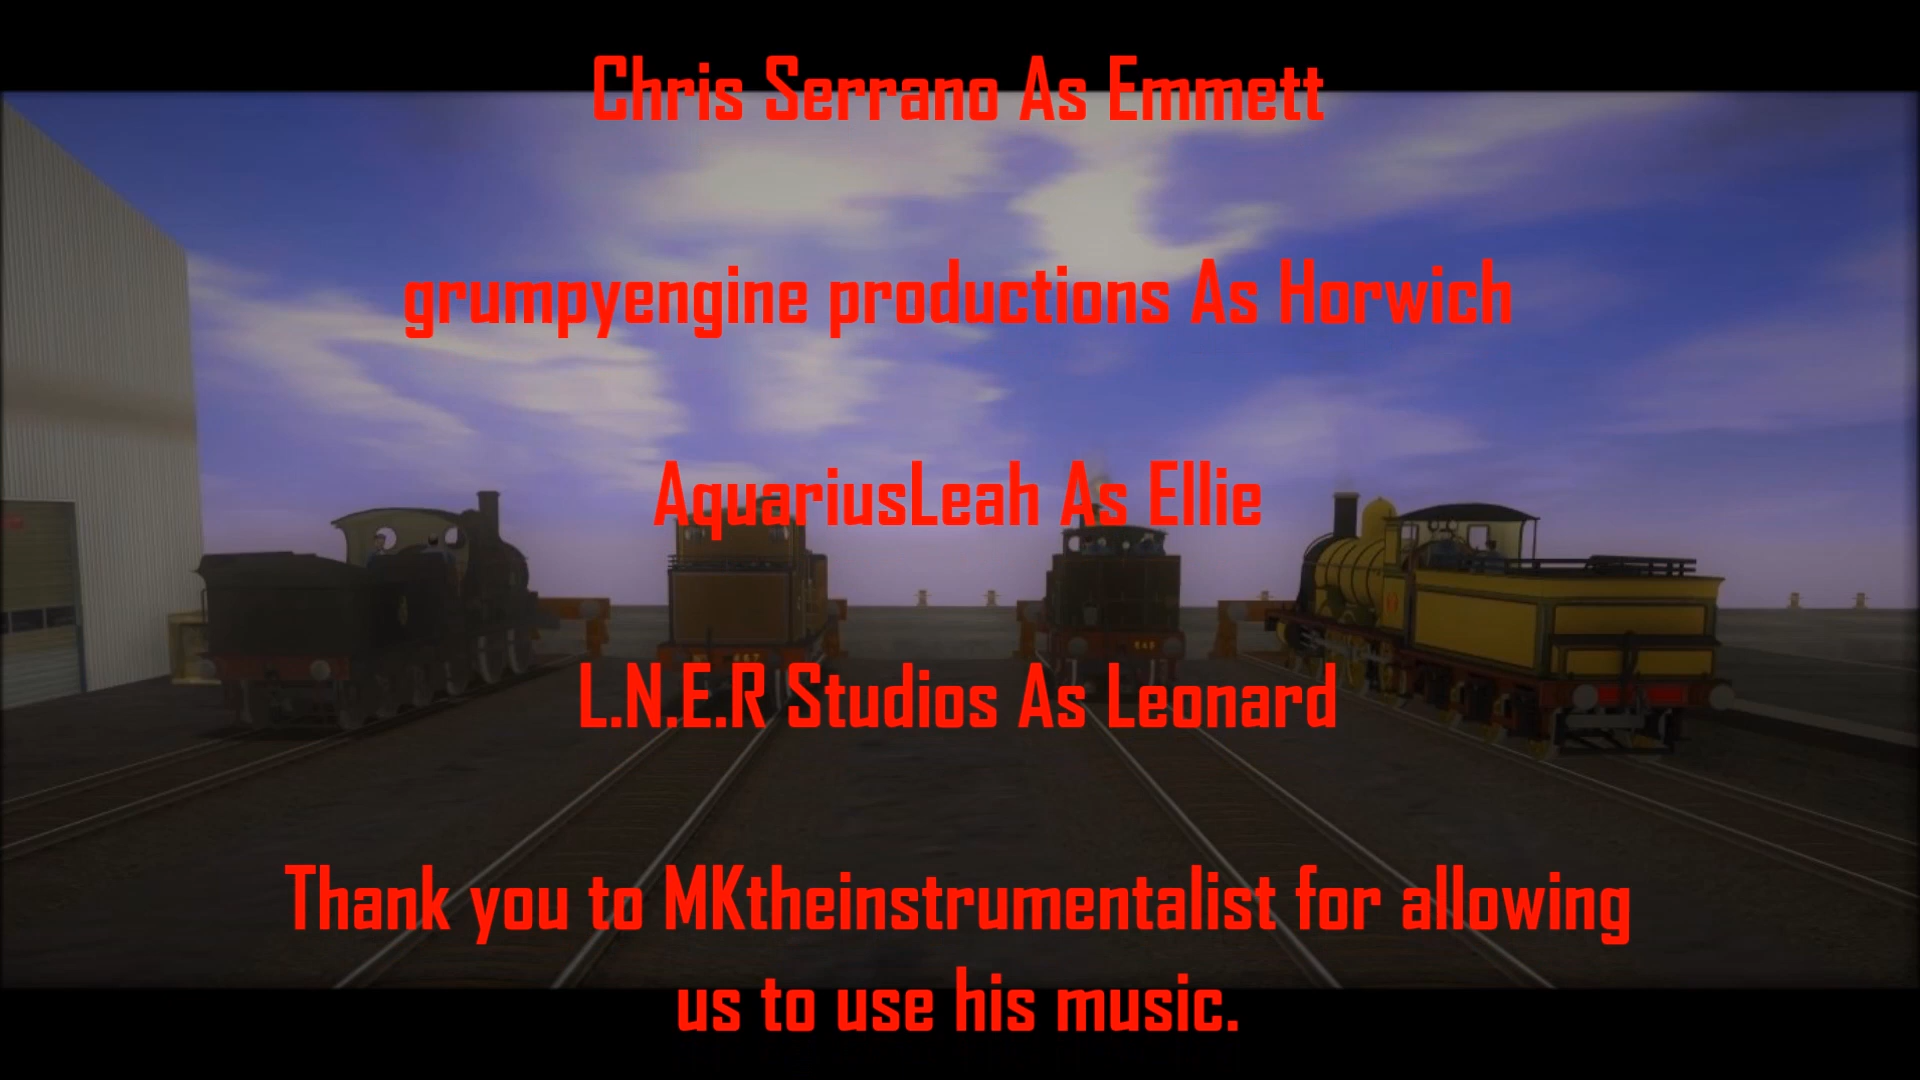 Chris Serrano As Emmett
grumpyengine productions As Horwich
AquariusLeah As Ellie
L.N.E.R Studios As Leonard
Thank you to MKtheinstrumentalist for allowing
us to use his music.